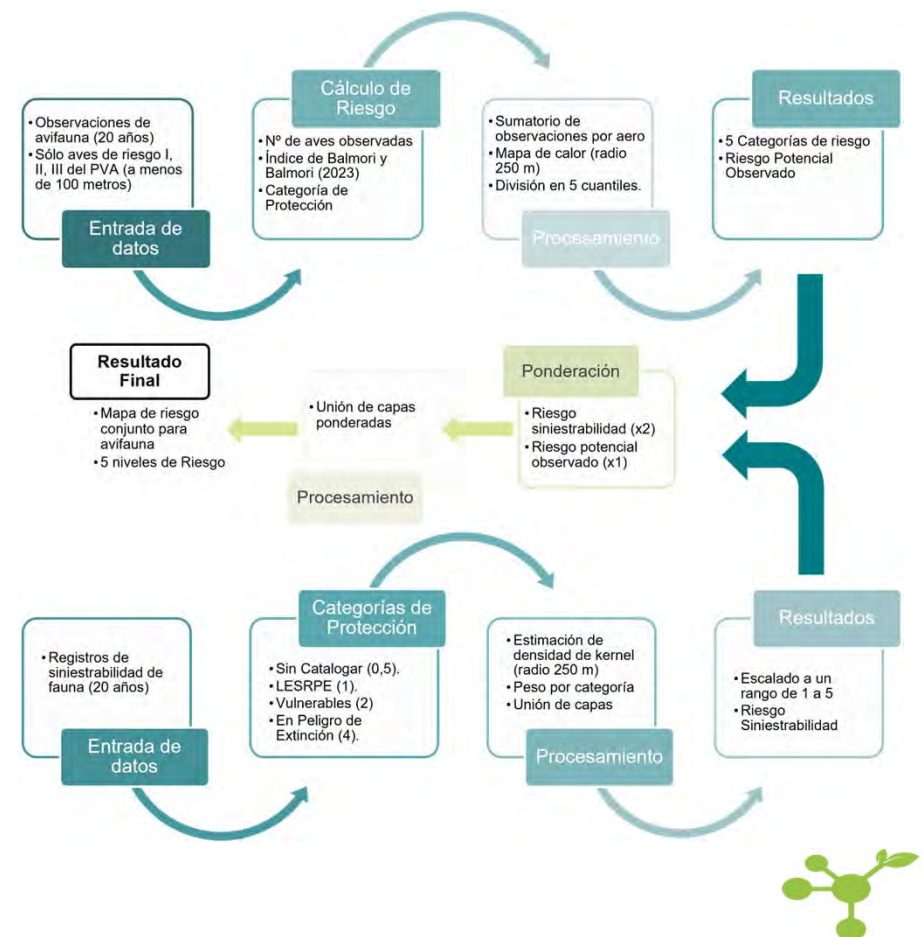 • Observaciones de
avifauna (20 años)
• Sólo aves de riesgo I,
II, III del PVA (a menos
de 100 metros)
Entrada de
datos
Cálculo de
Riesgo
• Nº de aves observadas
• Índice de Balmori y
Balmori (2023)
• Categoría de
Protección
• Sumatorio de
observaciones por aero
• Mapa de calor (radio
250 m)
• División en 5 cuantiles.
Procesamiento
Resultados
• 5 Categorías de riesgo
• Riesgo Potencial
Observado
Ponderación
• Riesgo
siniestrabilidad (x2)
• Riesgo potencial
observado (x1)
• Unión de capas
ponderadas
Procesamiento
Resultado
Final
• Mapa de riesgo
conjunto para
avifauna
• 5 niveles de Riesgo
• Registros de
siniestrabilidad de
fauna (20 años)
Entrada de
datos
Categorías de
Protección
• Sin Catalogar (0,5).
• LESRPE (1).
• Vulnerables (2)
• En Peligro de
Extinción (4).
• Estimación de
densidad de kernel
(radio 250 m)
• Peso por categoría
• Unión de capas
Procesamiento
Resultados
• Escalado a un
rango de 1 a 5
• Riesgo
Siniestrabilidad